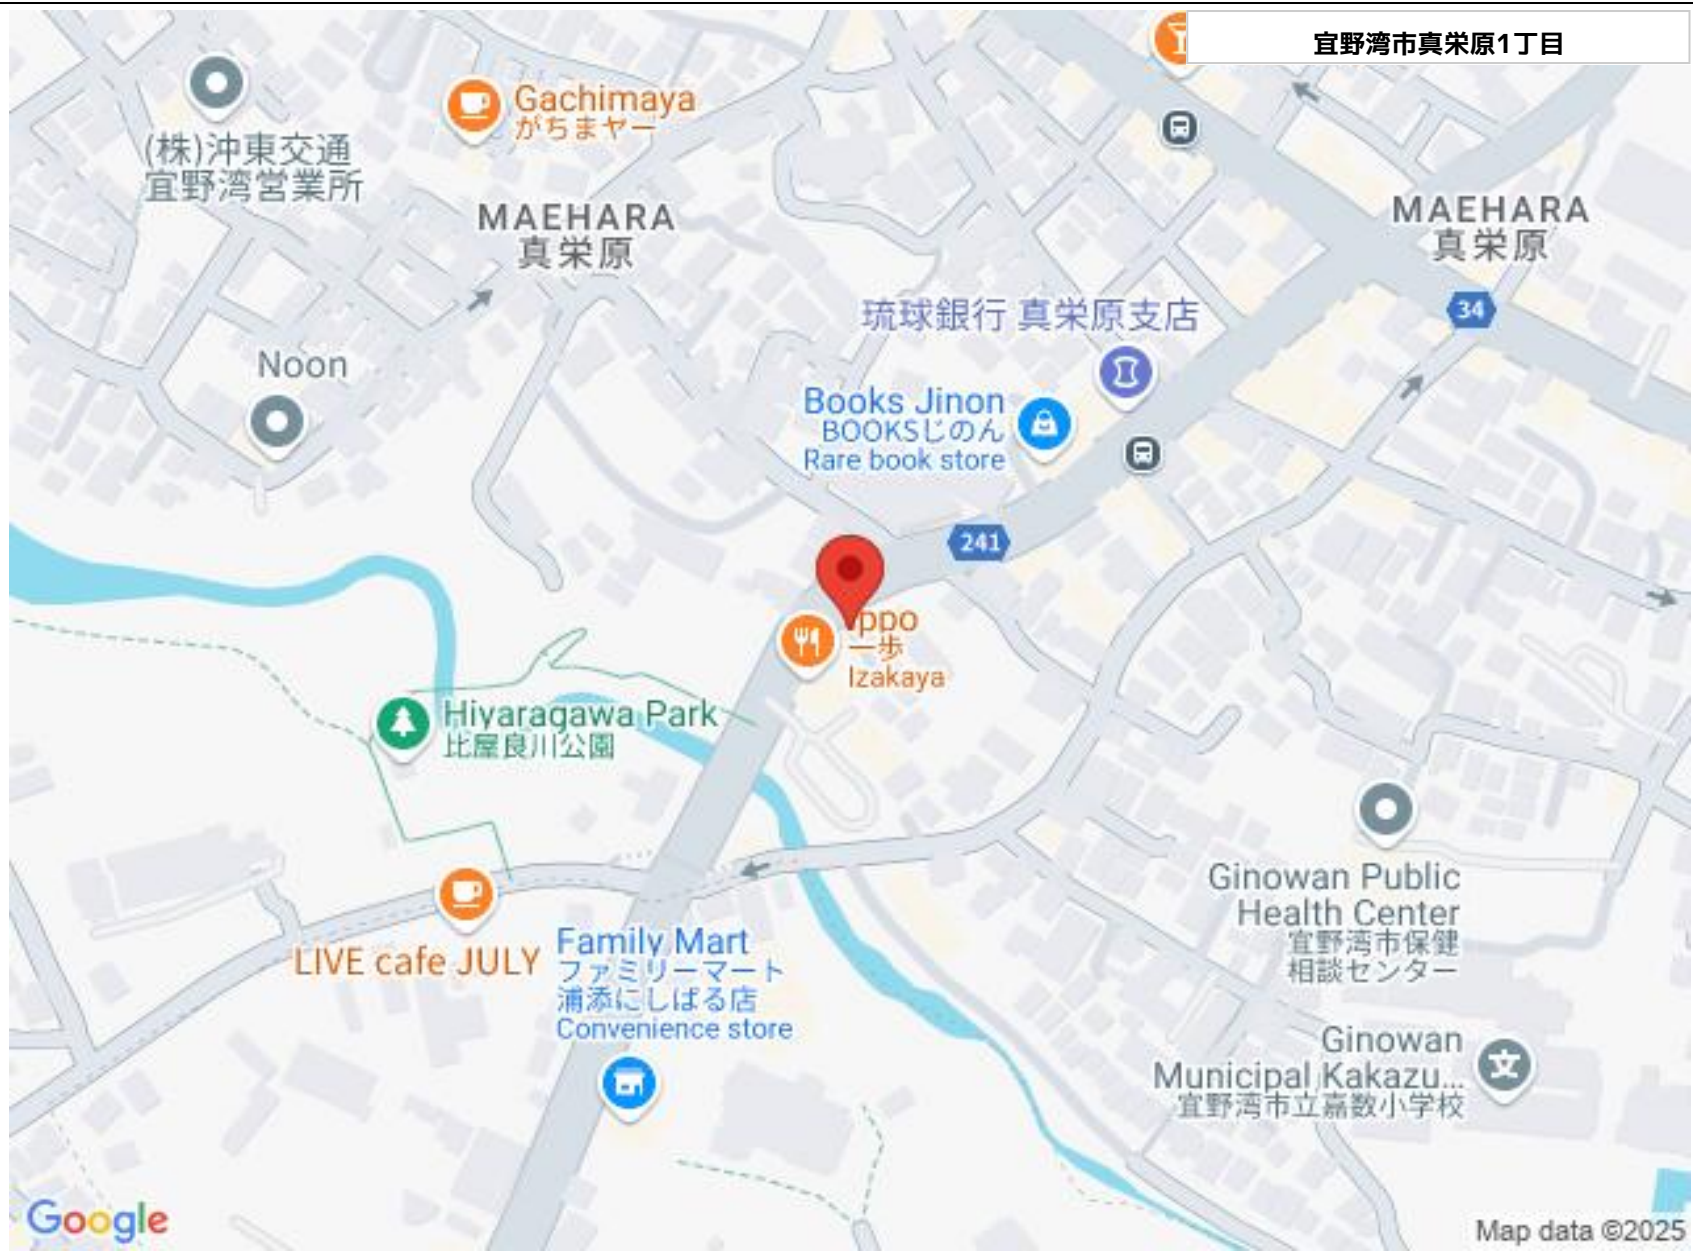 宜野湾市真栄原1丁目
Gachimaya
がちまヤー
(株)沖東交通
宜野湾営業所
MAEHARA
真栄原
MAEHARA
真栄原
34
琉球銀行 真栄原支店
Noon
Books Jinon
BOOKSじのん
Rare book store
241
ppo
一歩
Izakaya
Hiyaragawa Park
比屋良川公園
Ginowan Public
Health Center
宜野湾市保健
相談センター
LIVE cafe JULY
Family Mart
ファミリーマート
浦添にしばる店
Convenience store
Ginowan
Municipal Kakazu...
宜野湾市立嘉数小学校
文
Google
Map data ©2025